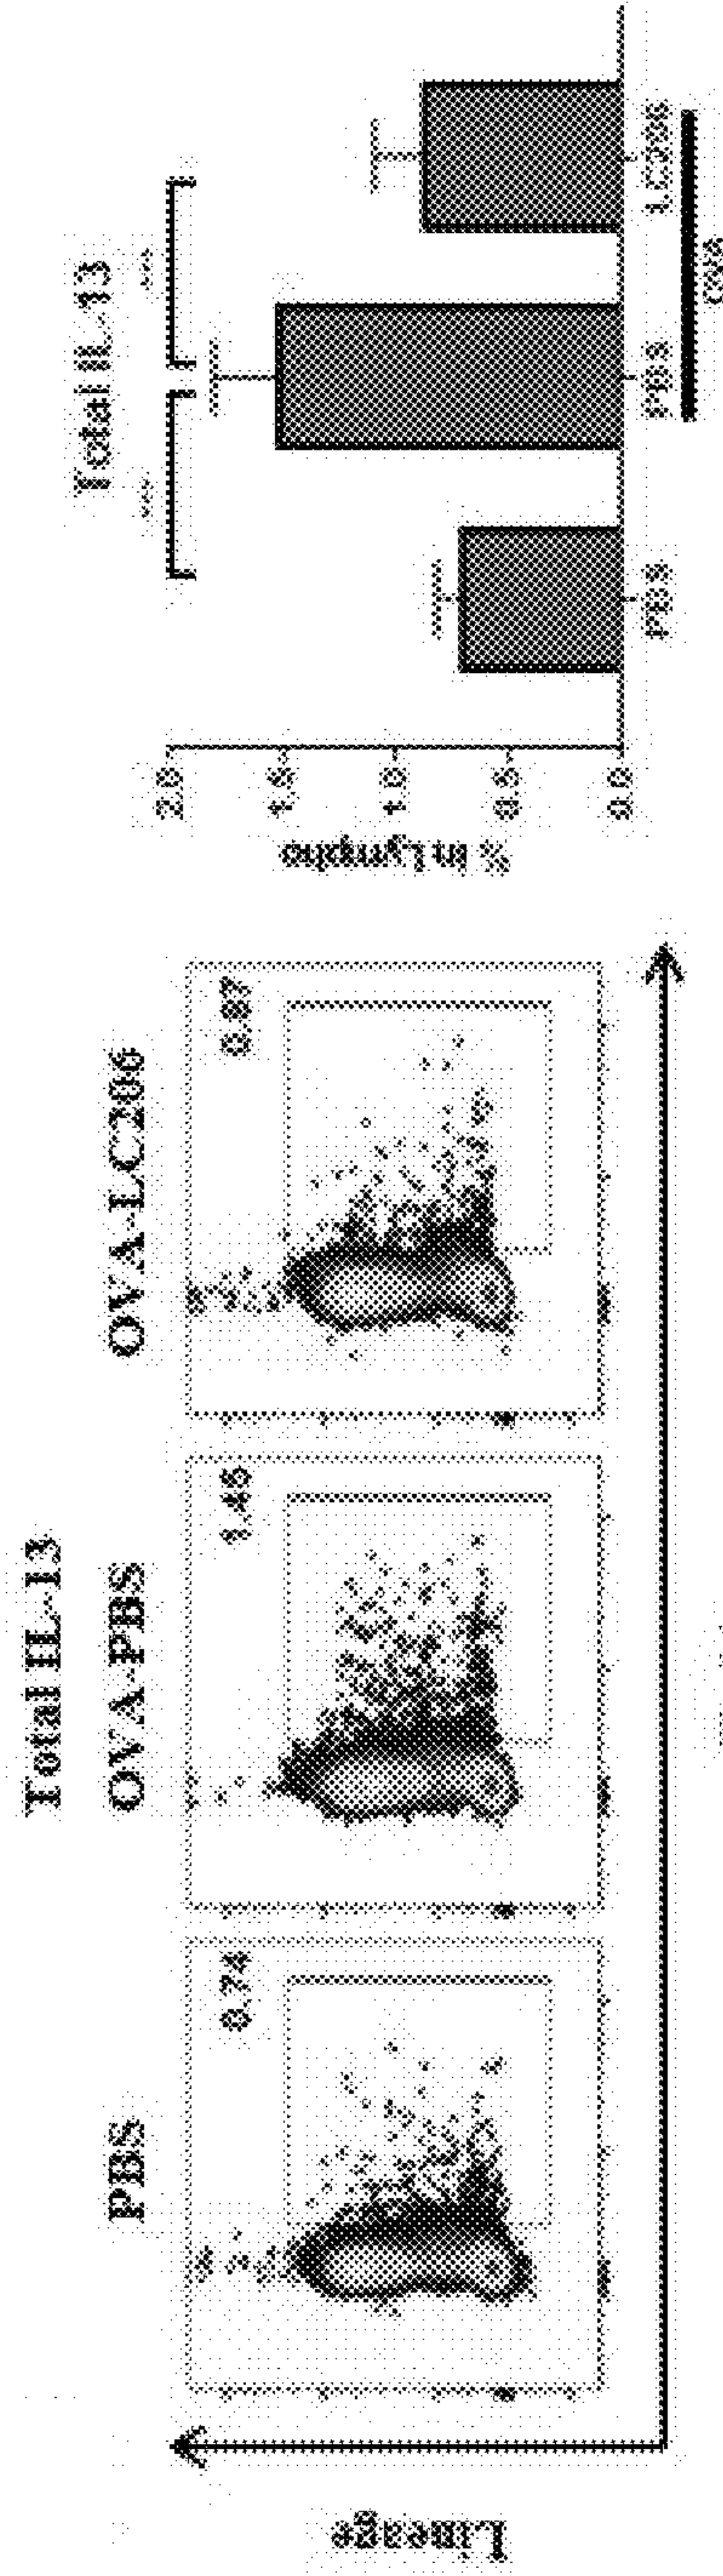 Total IL-13
PBS
OVA-PBS
OVA-LC206
0.74
1.46
0.87
Lineage
Total IL-13
% in Lympho
2.0
1.5
1.0
0.5
0.0
PBS
PBS
LC206
OVA